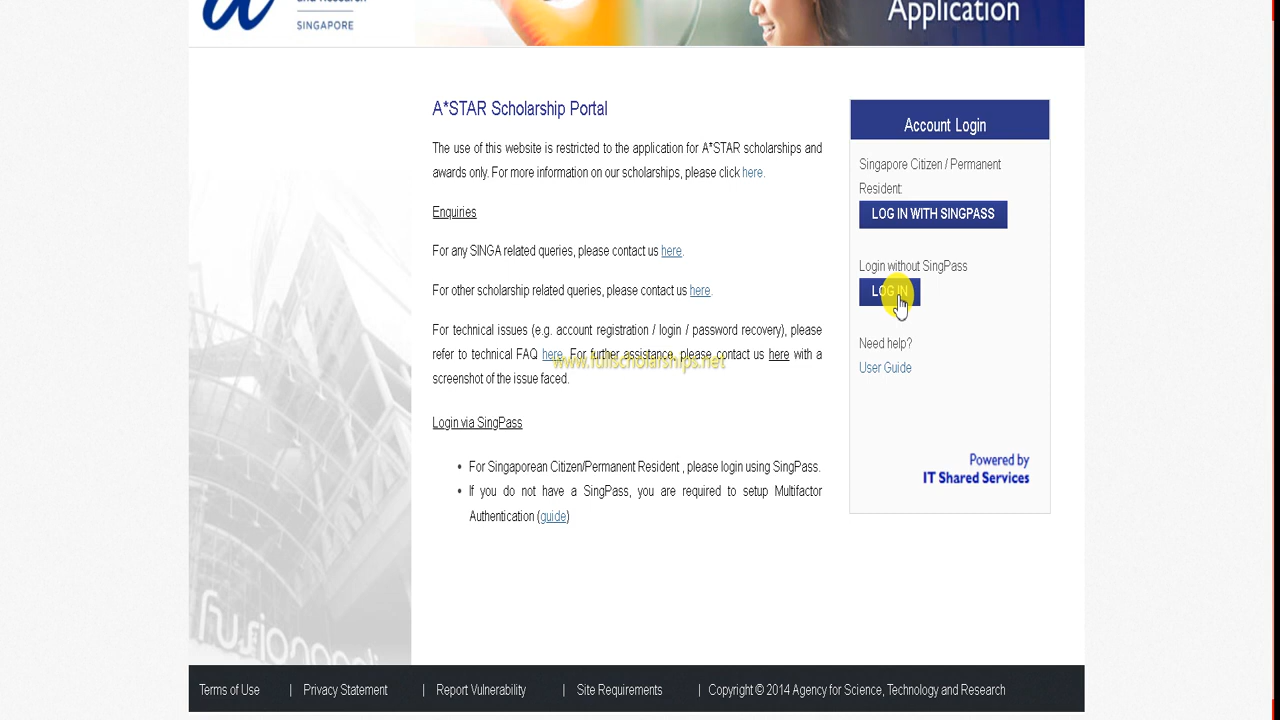 SINGAPORE
Application
A*STAR Scholarship Portal
The use of this website is restricted to the application for A*STAR scholarships and
awards only. For more information on our scholarships, please click here.
Enquiries
For any SINGA related queries, please contact us here.
For other scholarship related queries, please contact us here.
For technical issues (e.g. account registration / login / password recovery), please
refer to technical FAQ here. For further assistance, please contact us here with a
screenshot of the issue faced.
www.fullscholarships.net
Login via SingPass
• For Singaporean Citizen/Permanent Resident , please login using SingPass.
• If you do not have a SingPass, you are required to setup Multifactor
Authentication (guide)
Account Login
Singapore Citizen / Permanent
Resident:
LOG IN WITH SINGPASS
Login without SingPass
LOG IN
Need help?
User Guide
Powered by
IT Shared Services
Terms of Use | Privacy Statement | Report Vulnerability | Site Requirements | Copyright © 2014 Agency for Science, Technology and Research